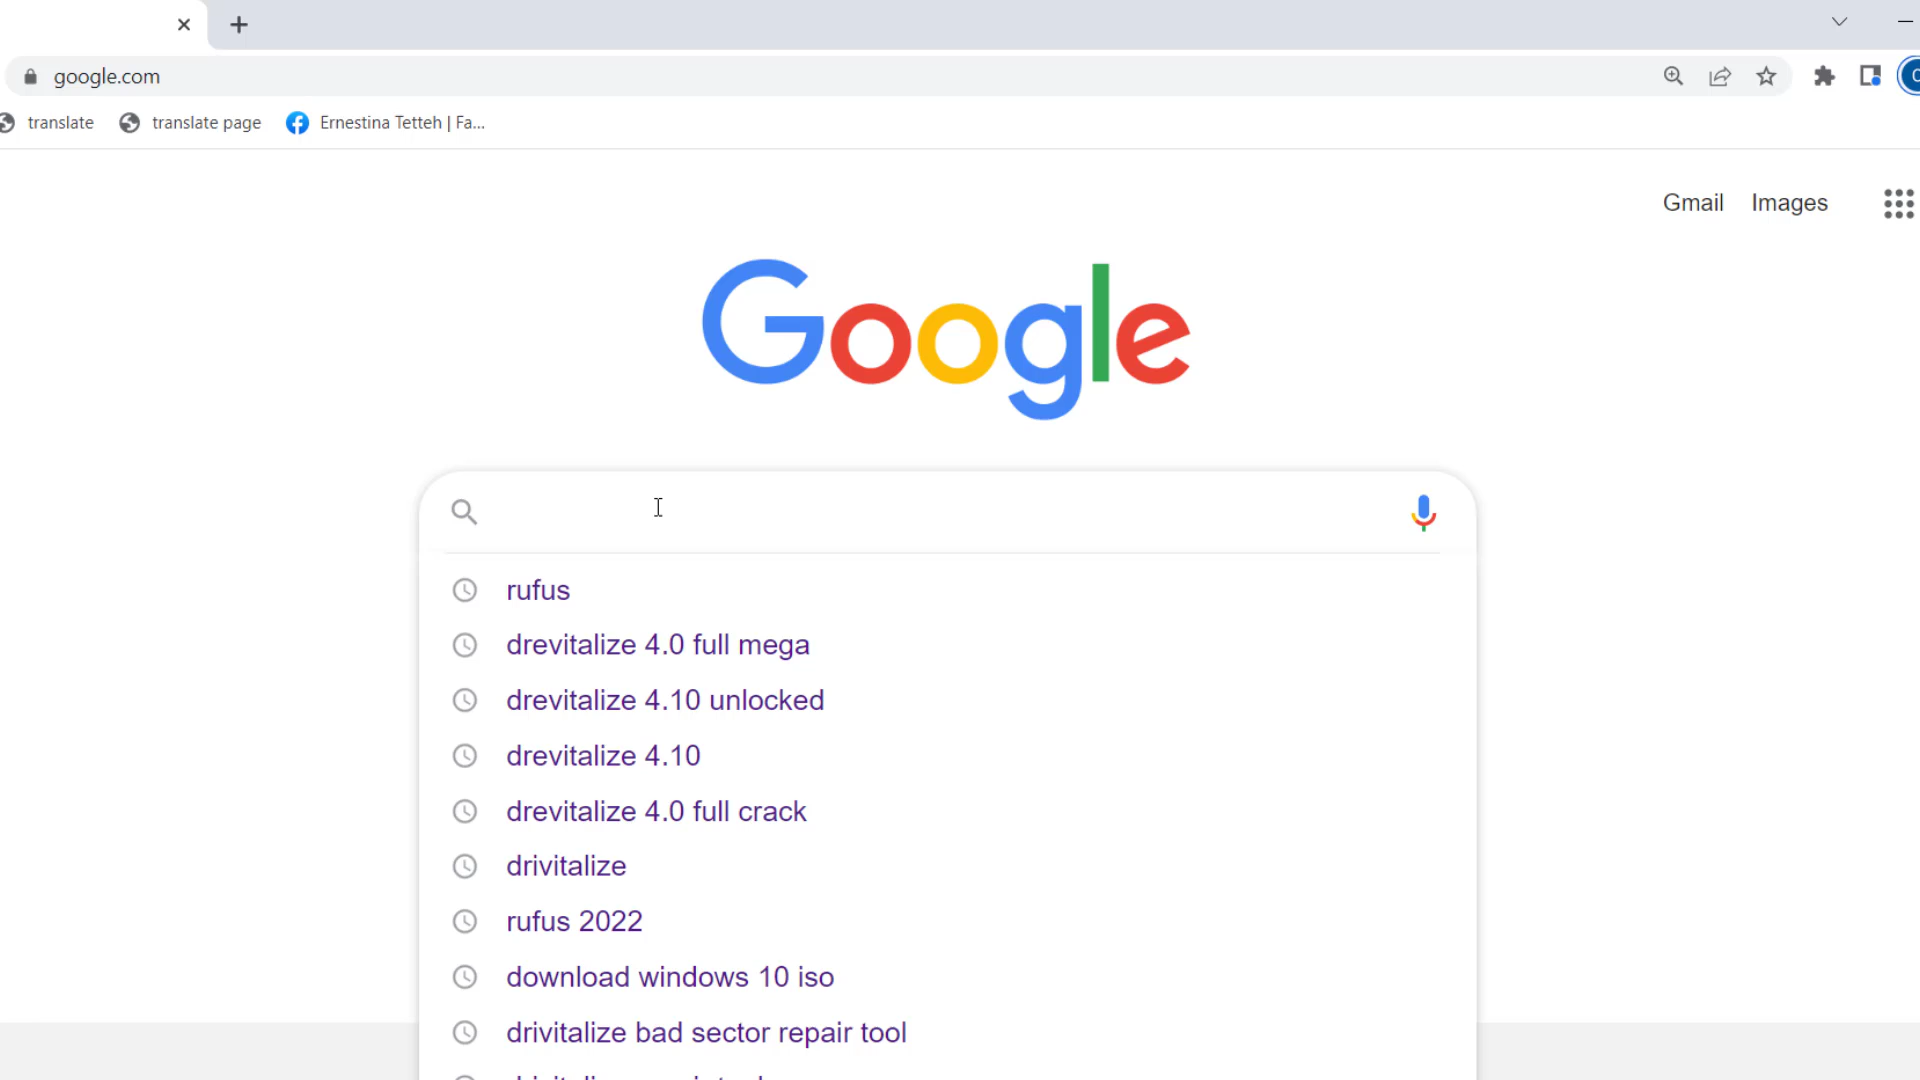 google.com
translate
translate page
Ernestina Tetteh | Fa...
Gmail
Images
Google
rufus
drevitalize 4.0 full mega
drevitalize 4.10 unlocked
drevitalize 4.10
drevitalize 4.0 full crack
drivitalize
rufus 2022
download windows 10 iso
drivitalize bad sector repair tool